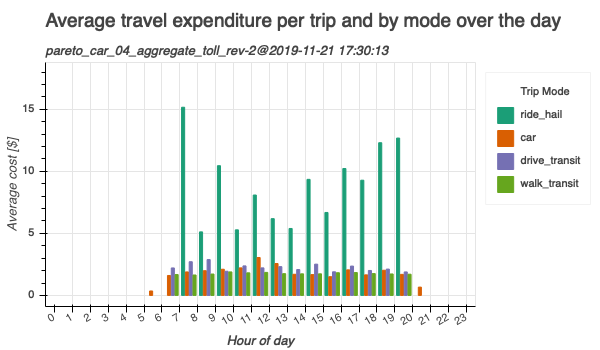 Average travel expenditure per trip and by mode over the day
pareto_car_04_aggregate_toll_rev-2@2019-11-21 17:30:13
Average cost [$]
15
10
5
0
0 1 2 3 4 5 6 7 8 9 10 11 12 13 14 15 16 17 18 19 20 21 22 23
Hour of day
Trip Mode
ride_hail
car
drive_transit
walk_transit